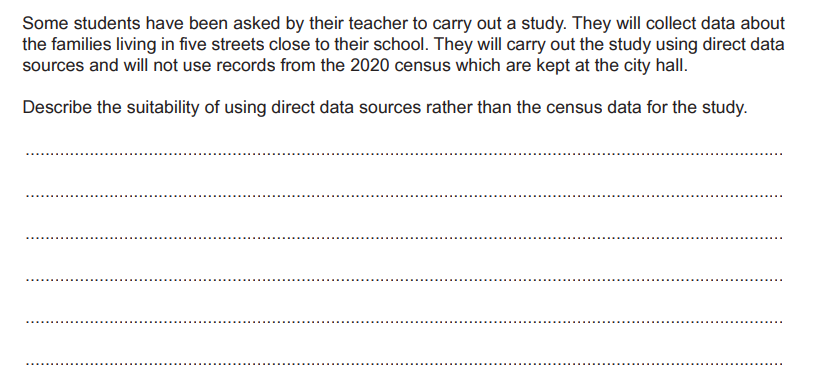 Some students have been asked by their teacher to carry out a study. They will collect data about
the families living in five streets close to their school. They will carry out the study using direct data
sources and will not use records from the 2020 census which are kept at the city hall.
Describe the suitability of using direct data sources rather than the census data for the study.